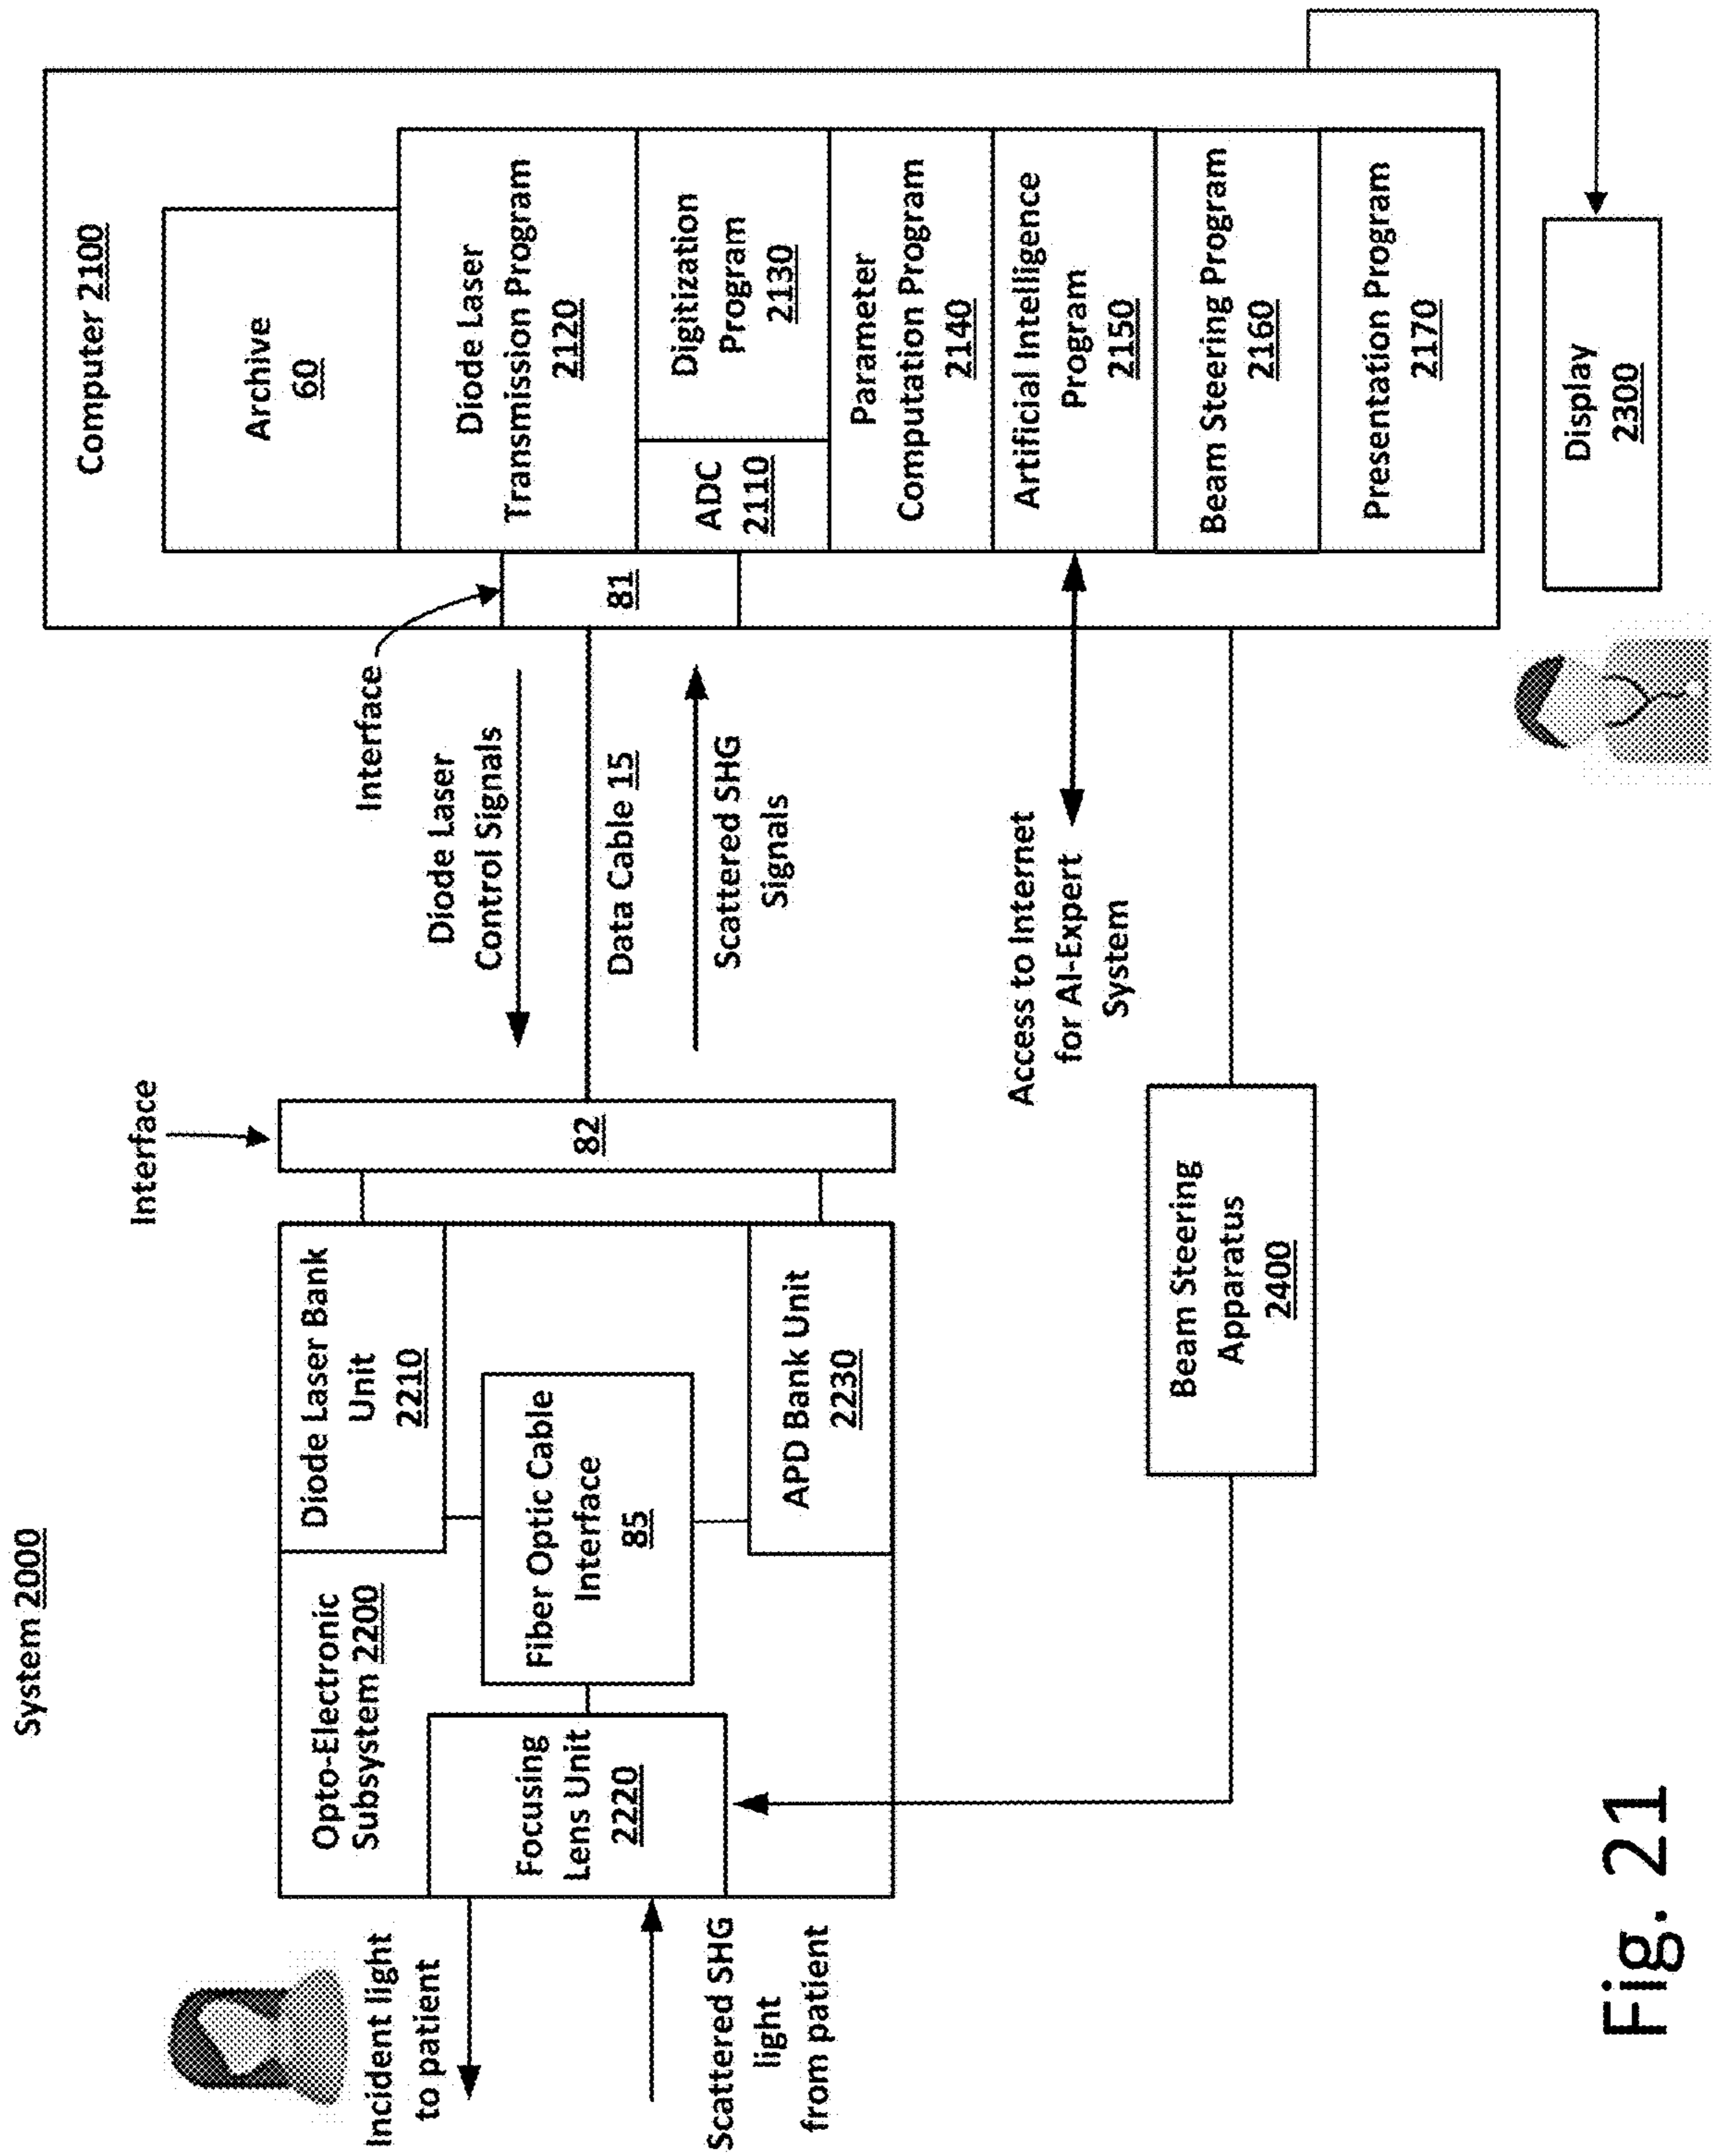 System 2000
Incident light
to patient
Scattered SHG
light
from patient
Opto-Electronic
Subsystem 2200
Focusing
Lens Unit
2220
Fiber Optic Cable
Interface
85
Diode Laser Bank
Unit
2210
APD Bank Unit
2230
Interface
82
Diode Laser
Control Signals
Data Cable 15
Scattered SHG
Signals
Interface
81
Access to Internet
for AI-Expert
System
Beam Steering
Apparatus
2400
Computer 2100
Archive
60
Diode Laser
Transmission Program
2120
ADC
2110
Digitization
Program
2130
Parameter
Computation Program
2140
Artificial Intelligence
Program
2150
Beam Steering Program
2160
Presentation Program
2170
Display
2300
Fig. 21